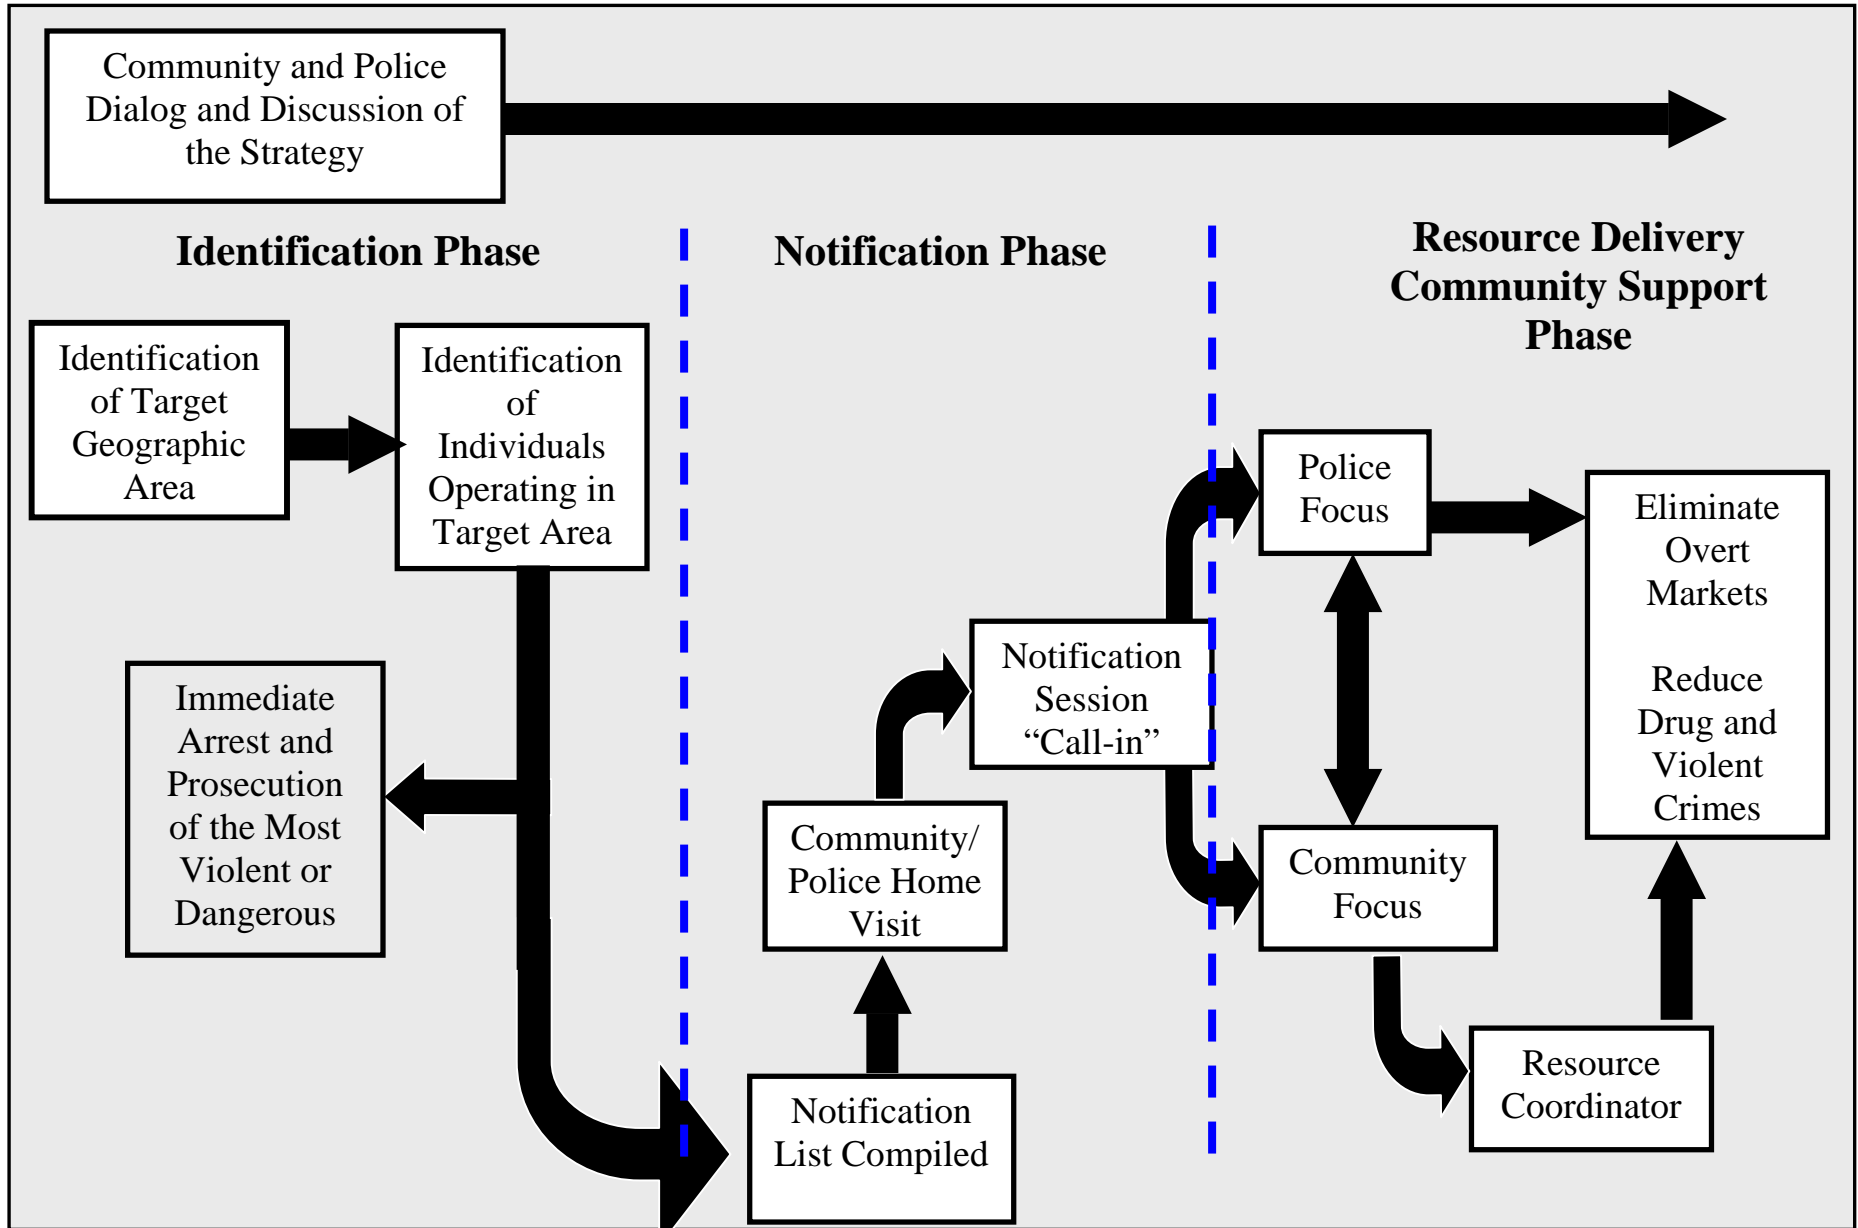 Community and Police
Dialog and Discussion of
the Strategy
Identification Phase
Notification Phase
Resource Delivery
Community Support
Phase
Identification
of Target
Geographic
Area
Identification
of
Individuals
Operating in
Target Area
Immediate
Arrest and
Prosecution
of the Most
Violent or
Dangerous
Notification
List Compiled
Community/
Police Home
Visit
Notification
Session
“Call-in”
Police
Focus
Community
Focus
Resource
Coordinator
Eliminate
Overt
Markets
Reduce
Drug and
Violent
Crimes